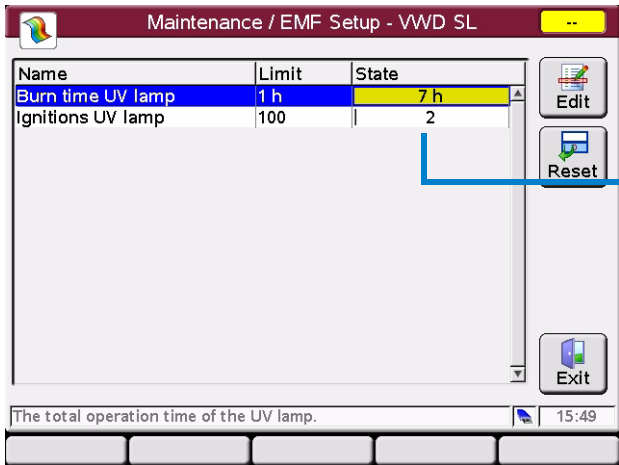 Maintenance / EMF Setup - VWD SL
--
Name Limit State
Burn time UV lamp 1 h 7 h
Edit
Ignitions UV lamp 100 2
Reset
Exit
The total operation time of the UV lamp. 15:49